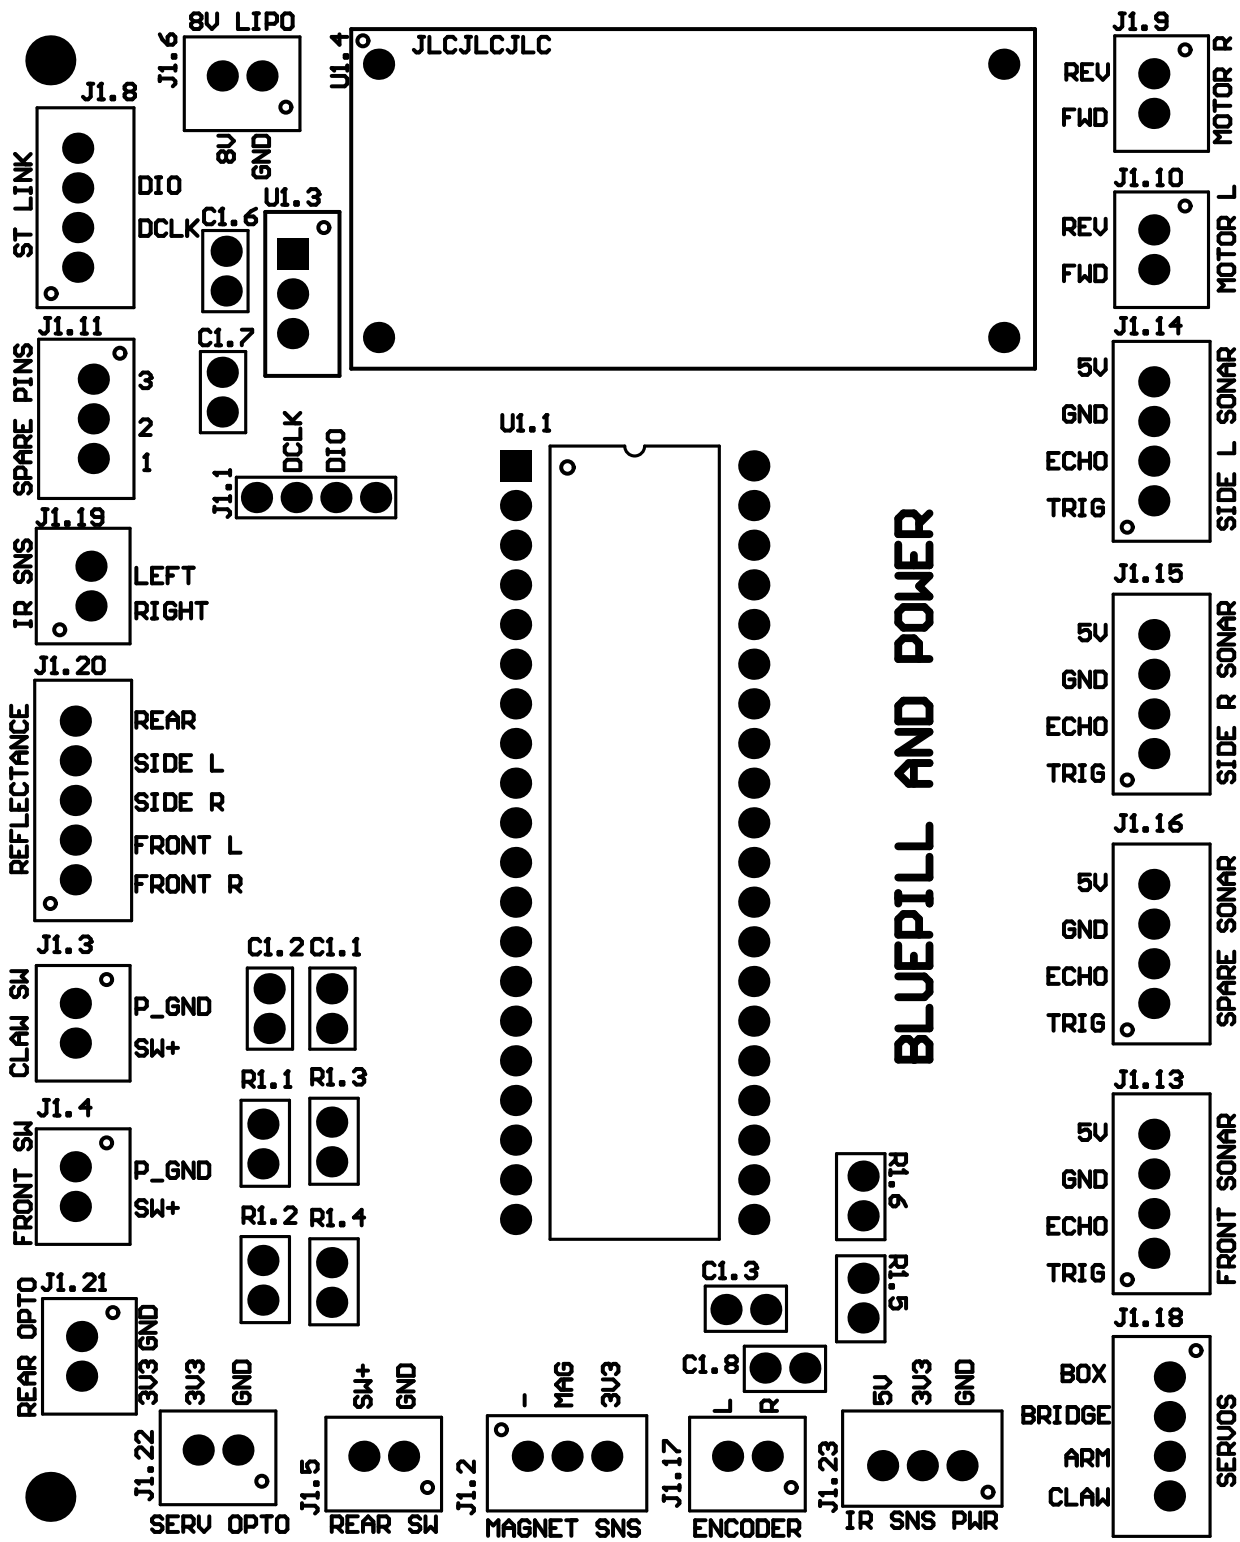 8V LIPO
J1.6
8V
GND
U1.4
JLCJLCJLC
J1.9
REV
FWD
MOTOR R
J1.8
ST LINK
DIO
DCLK
C1.6
U1.3
J1.10
REV
FWD
MOTOR L
J1.11
SPARE PINS
3
2
1
C1.7
J1.14
5V
GND
ECHO
TRIG
SIDE L SONAR
J1.1
DCLK
DIO
U1.1
J1.19
IR SNS
LEFT
RIGHT
J1.15
5V
GND
ECHO
TRIG
SIDE R SONAR
BLUEPILL AND POWER
J1.20
REFLECTANCE
REAR
SIDE L
SIDE R
FRONT L
FRONT R
J1.16
5V
GND
ECHO
TRIG
SPARE SONAR
J1.3
CLAW SW
P_GND
SW+
C1.2
C1.1
R1.1
R1.3
J1.13
5V
GND
ECHO
TRIG
FRONT SONAR
J1.4
FRONT SW
P_GND
SW+
R1.2
R1.4
R1.6
R1.5
C1.3
C1.8
J1.21
REAR OPTO
3V3 GND
J1.18
BOX
BRIDGE
ARM
CLAW
SERVOS
3V3
GND
J1.22
SERV OPTO
SW+
GND
J1.5
REAR SW
-
MAG
3V3
J1.2
MAGNET SNS
L
R
J1.17
ENCODER
5V
3V3
GND
J1.23
IR SNS PWR